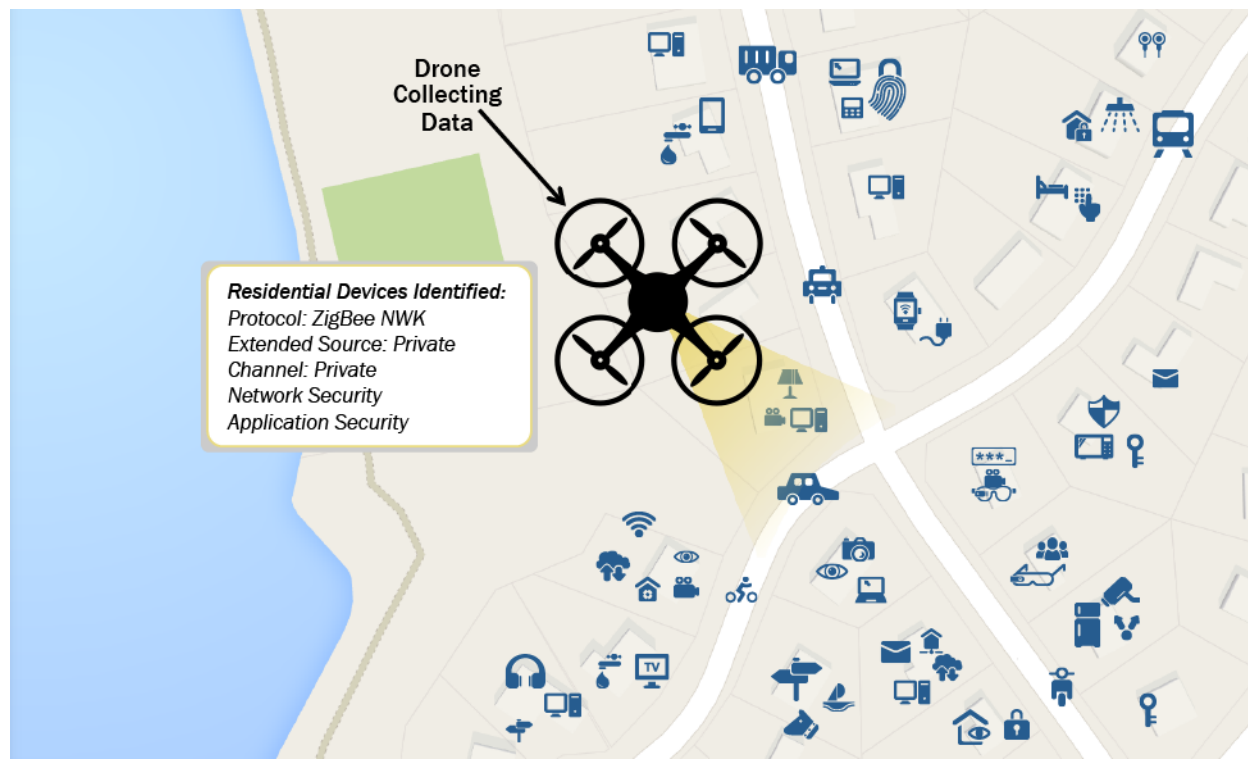 Drone
Collecting
Data
Residential Devices Identified:
Protocol: ZigBee NWK
Extended Source: Private
Channel: Private
Network Security
Application Security
***_
TV